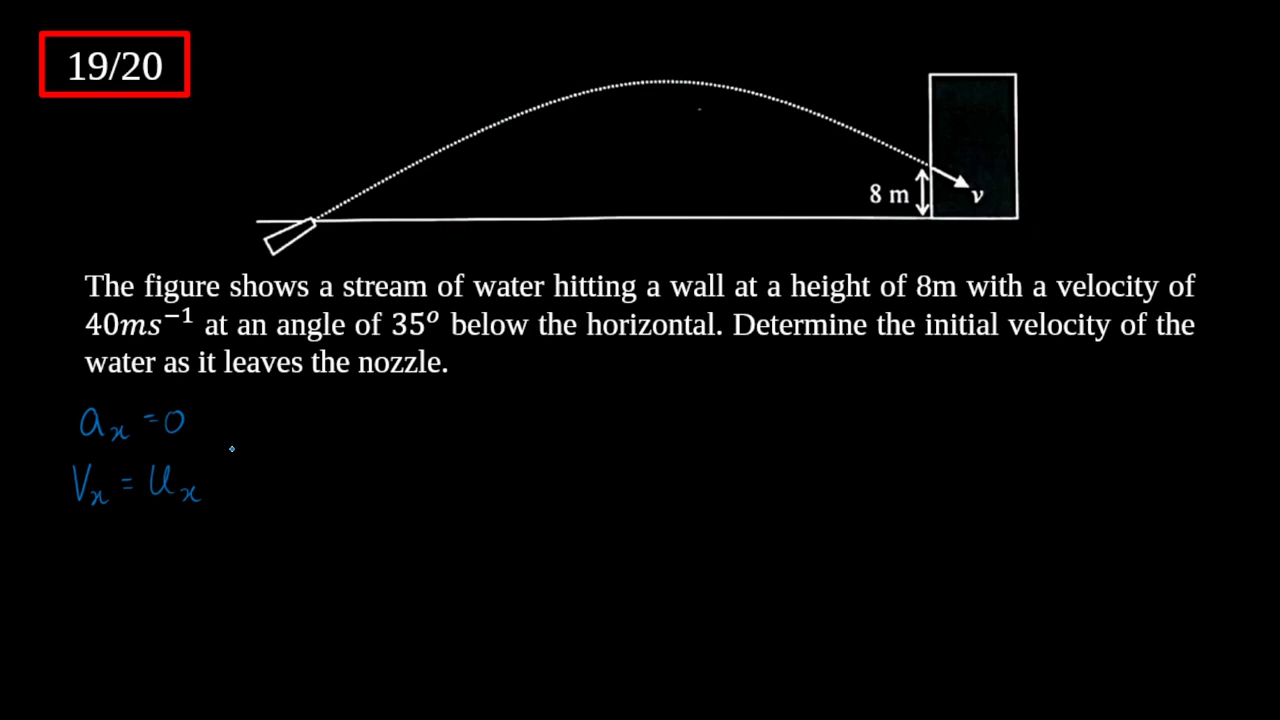 19/20
8 m
v
The figure shows a stream of water hitting a wall at a height of 8m with a velocity of
40ms⁻¹ at an angle of 35º below the horizontal. Determine the initial velocity of the
water as it leaves the nozzle.
aₓ = 0
Vₓ = Uₓ